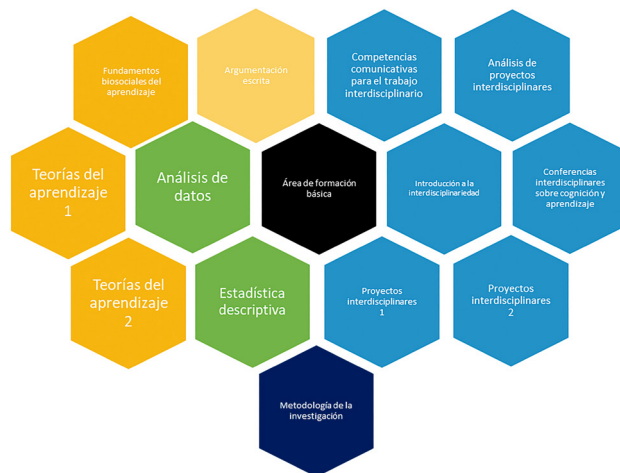 Fundamentos
biosociales del
aprendizaje
Argumentación
escrita
Competencias
comunicativas
para el trabajo
interdisciplinario
Análisis de
proyectos
interdisciplinares
Teorías del
aprendizaje
1
Análisis de
datos
Área de formación
básica
Introducción a la
interdisciplinariedad
Conferencias
interdisciplinares
sobre cognición y
aprendizaje
Teorías del
aprendizaje
2
Estadística
descriptiva
Proyectos
interdisciplinares
1
Proyectos
interdisciplinares
2
Metodología de la
investigación